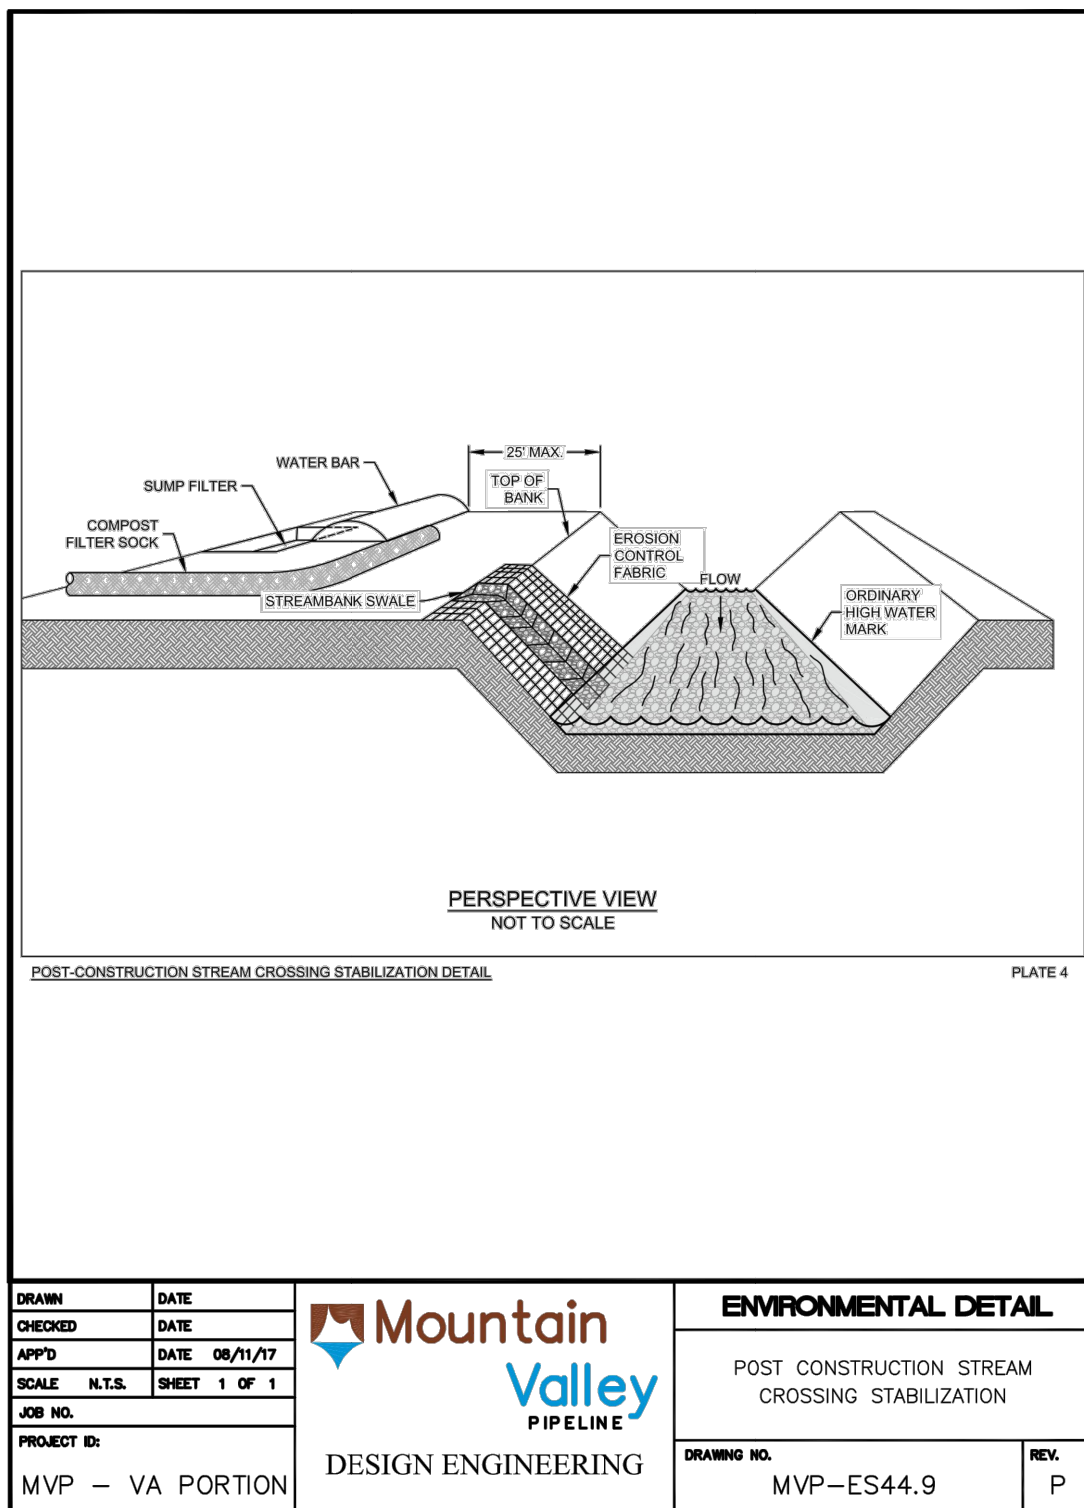 25' MAX.
WATER BAR
TOP OF
BANK
SUMP FILTER
COMPOST
FILTER SOCK
EROSION
CONTROL
FABRIC
FLOW
ORDINARY
HIGH WATER
MARK
STREAMBANK SWALE
PERSPECTIVE VIEW
NOT TO SCALE
POST-CONSTRUCTION STREAM CROSSING STABILIZATION DETAIL
PLATE 4
DRAWN
DATE
CHECKED
DATE
APP'D
DATE 08/11/17
SCALE N.T.S.
SHEET 1 OF 1
JOB NO.
PROJECT ID:
MVP - VA PORTION
Mountain
Valley
PIPELINE
DESIGN ENGINEERING
ENVIRONMENTAL DETAIL
POST CONSTRUCTION STREAM
CROSSING STABILIZATION
DRAWING NO.
MVP-ES44.9
REV.
P